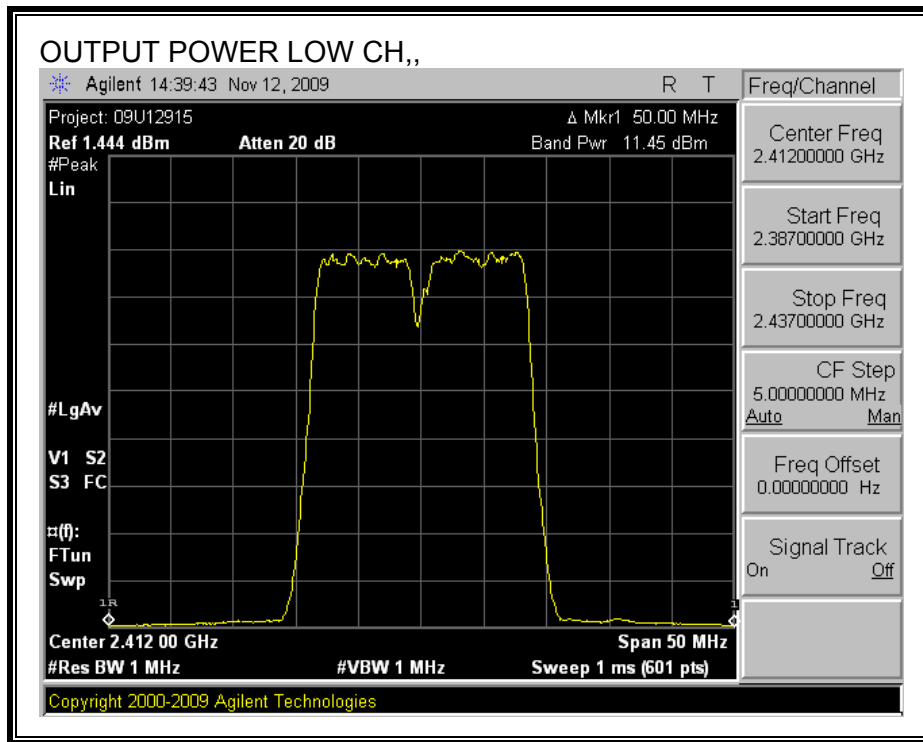 OUTPUT POWER LOW CH,,
Agilent 14:39:43 Nov 12, 2009 R T Freq/Channel
Project: 09U12915 Δ Mkr1 50.00 MHz
Ref 1.444 dBm Atten 20 dB Band Pwr 11.45 dBm
#Peak
Lin
#LgAv
V1 S2
S3 FC
¤(f):
FTun
Swp
1R
1
Center 2.412 00 GHz Span 50 MHz
#Res BW 1 MHz #VBW 1 MHz Sweep 1 ms (601 pts)
Center Freq
2.41200000 GHz
Start Freq
2.38700000 GHz
Stop Freq
2.43700000 GHz
CF Step
5.00000000 MHz
Auto Man
Freq Offset
0.00000000 Hz
Signal Track
On Off
Copyright 2000-2009 Agilent Technologies